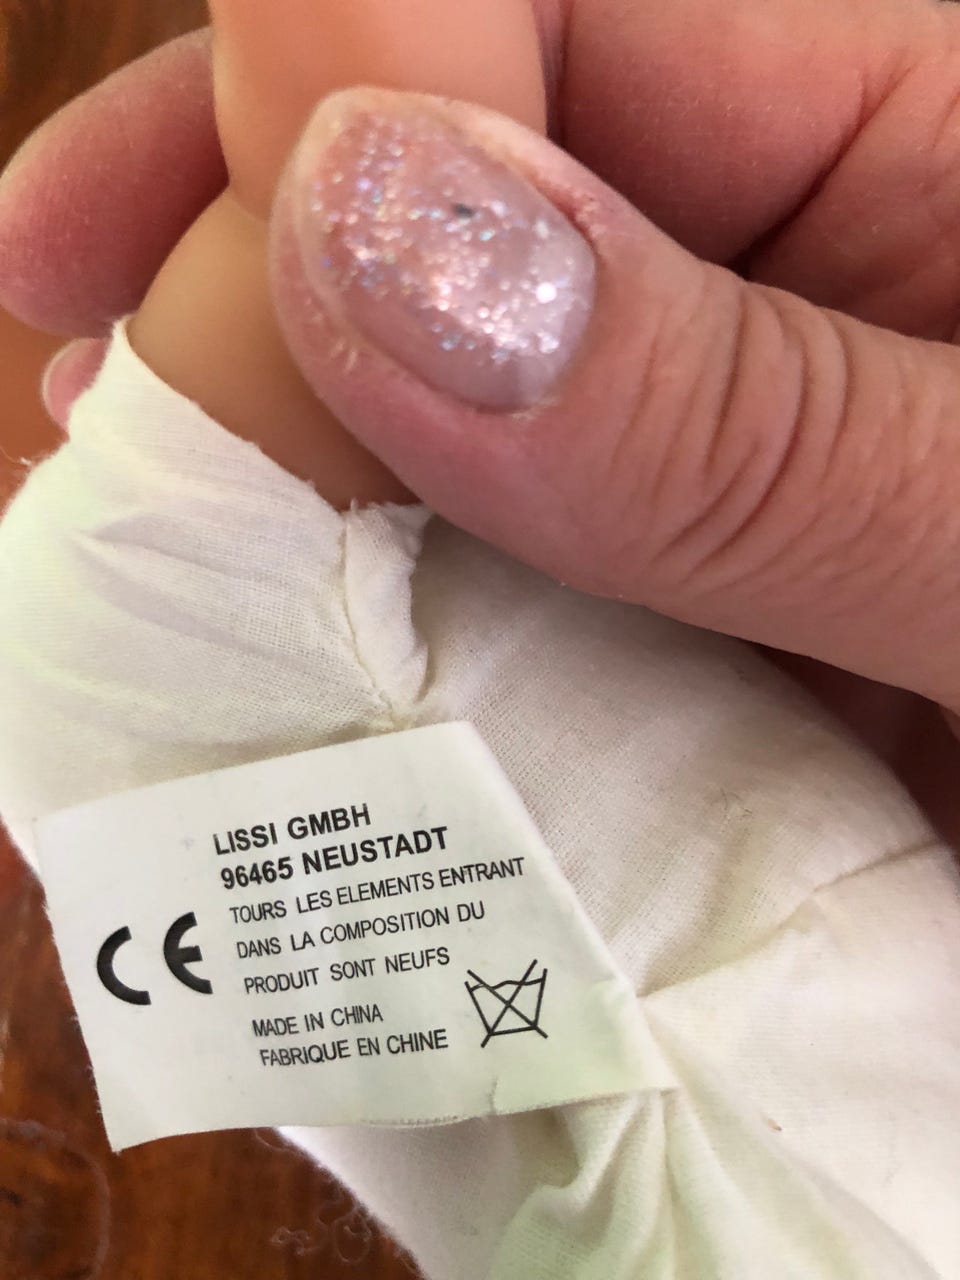 LISSI GMBH
96465 NEUSTADT
TOURS LES ELEMENTS ENTRANT
DANS LA COMPOSITION DU
PRODUIT SONT NEUFS
CE
MADE IN CHINA
FABRIQUE EN CHINE